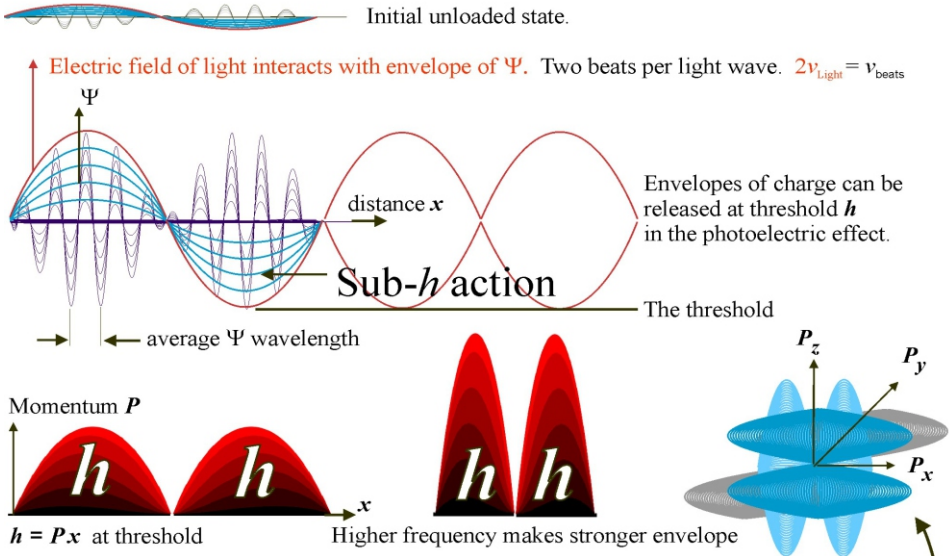 Initial unloaded state.
Electric field of light interacts with envelope of Ψ. Two beats per light wave. 2νLight = νbeats
Ψ
distance x
Envelopes of charge can be
released at threshold h
in the photoelectric effect.
Sub-h action
The threshold
average Ψ wavelength
Momentum P
h h
x
h = Px at threshold
h h
Higher frequency makes stronger envelope
Pz
Py
Px